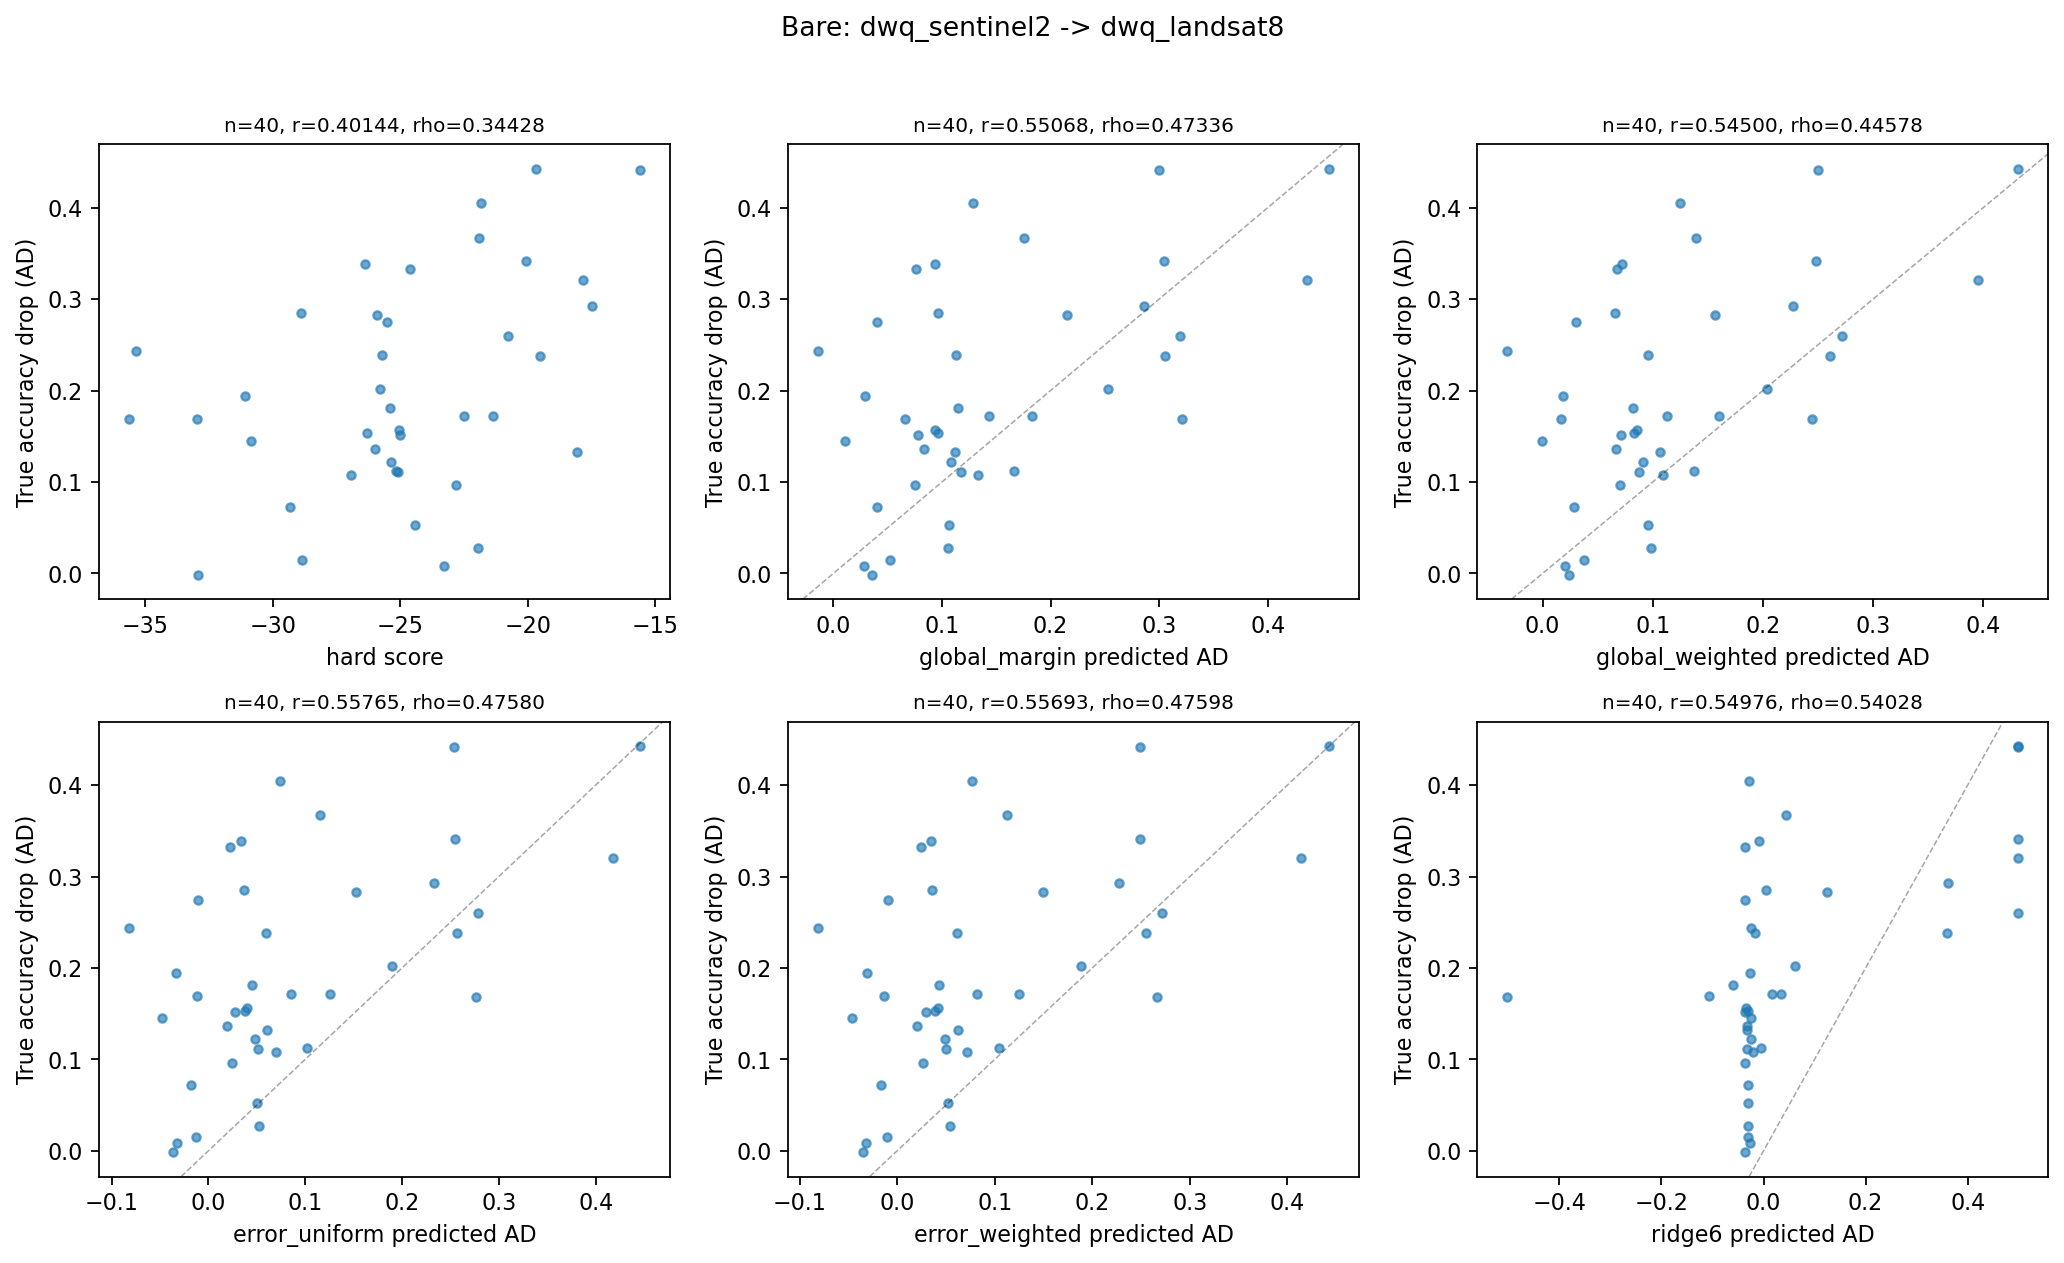 Bare: dwq_sentinel2 -> dwq_landsat8
n=40, r=0.40144, rho=0.34428
True accuracy drop (AD)
0.4
0.3
0.2
0.1
0.0
−35 −30 −25 −20 −15
hard score
n=40, r=0.55068, rho=0.47336
True accuracy drop (AD)
0.4
0.3
0.2
0.1
0.0
0.0 0.1 0.2 0.3 0.4
global_margin predicted AD
n=40, r=0.54500, rho=0.44578
True accuracy drop (AD)
0.4
0.3
0.2
0.1
0.0
0.0 0.1 0.2 0.3 0.4
global_weighted predicted AD
n=40, r=0.55765, rho=0.47580
True accuracy drop (AD)
0.4
0.3
0.2
0.1
0.0
−0.1 0.0 0.1 0.2 0.3 0.4
error_uniform predicted AD
n=40, r=0.55693, rho=0.47598
True accuracy drop (AD)
0.4
0.3
0.2
0.1
0.0
−0.1 0.0 0.1 0.2 0.3 0.4
error_weighted predicted AD
n=40, r=0.54976, rho=0.54028
True accuracy drop (AD)
0.4
0.3
0.2
0.1
0.0
−0.4 −0.2 0.0 0.2 0.4
ridge6 predicted AD